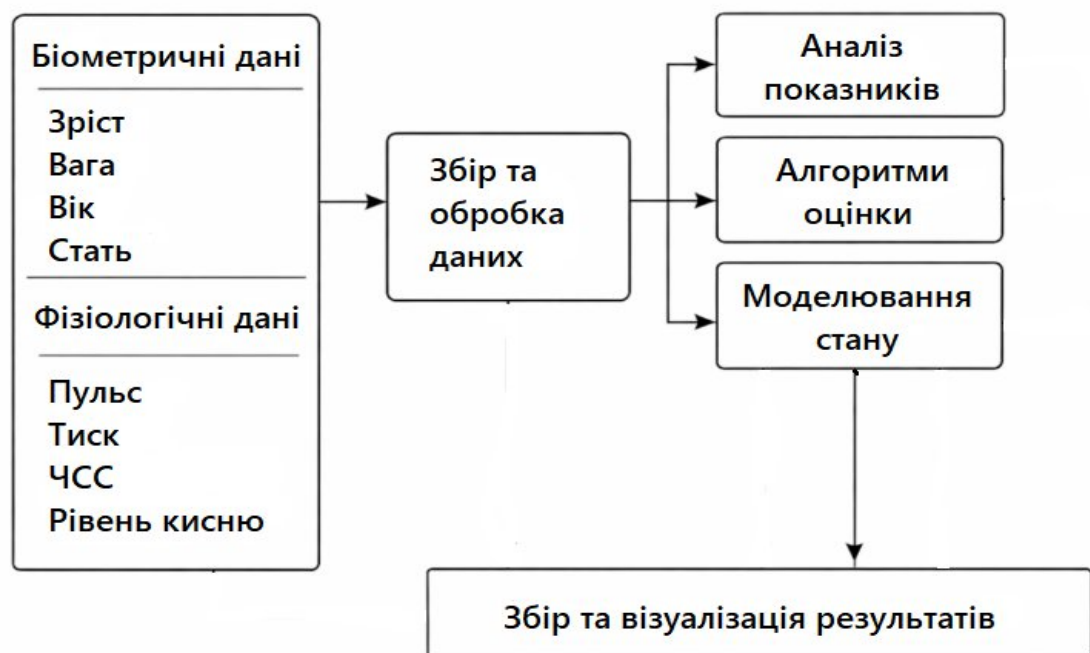 Біометричні дані
Зріст
Вага
Вік
Стать
Фізіологічні дані
Пульс
Тиск
ЧСС
Рівень кисню
Збір та
обробка
даних
Аналіз
показників
Алгоритми
оцінки
Моделювання
стану
Збір та візуалізація результатів